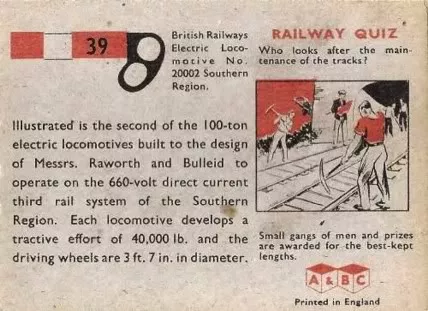 39
British Railways
Electric Loco-
motive No.
20002 Southern
Region.
Illustrated is the second of the 100-ton
electric locomotives built to the design
of Messrs. Raworth and Bulleid to
operate on the 660-volt direct current
third rail system of the Southern
Region. Each locomotive develops a
tractive effort of 40,000 lb. and the
driving wheels are 3 ft. 7 in. in diameter.
RAILWAY QUIZ
Who looks after the main-
tenance of the tracks?
Small gangs of men and prizes
are awarded for the best-kept
lengths.
A & B C
Printed in England